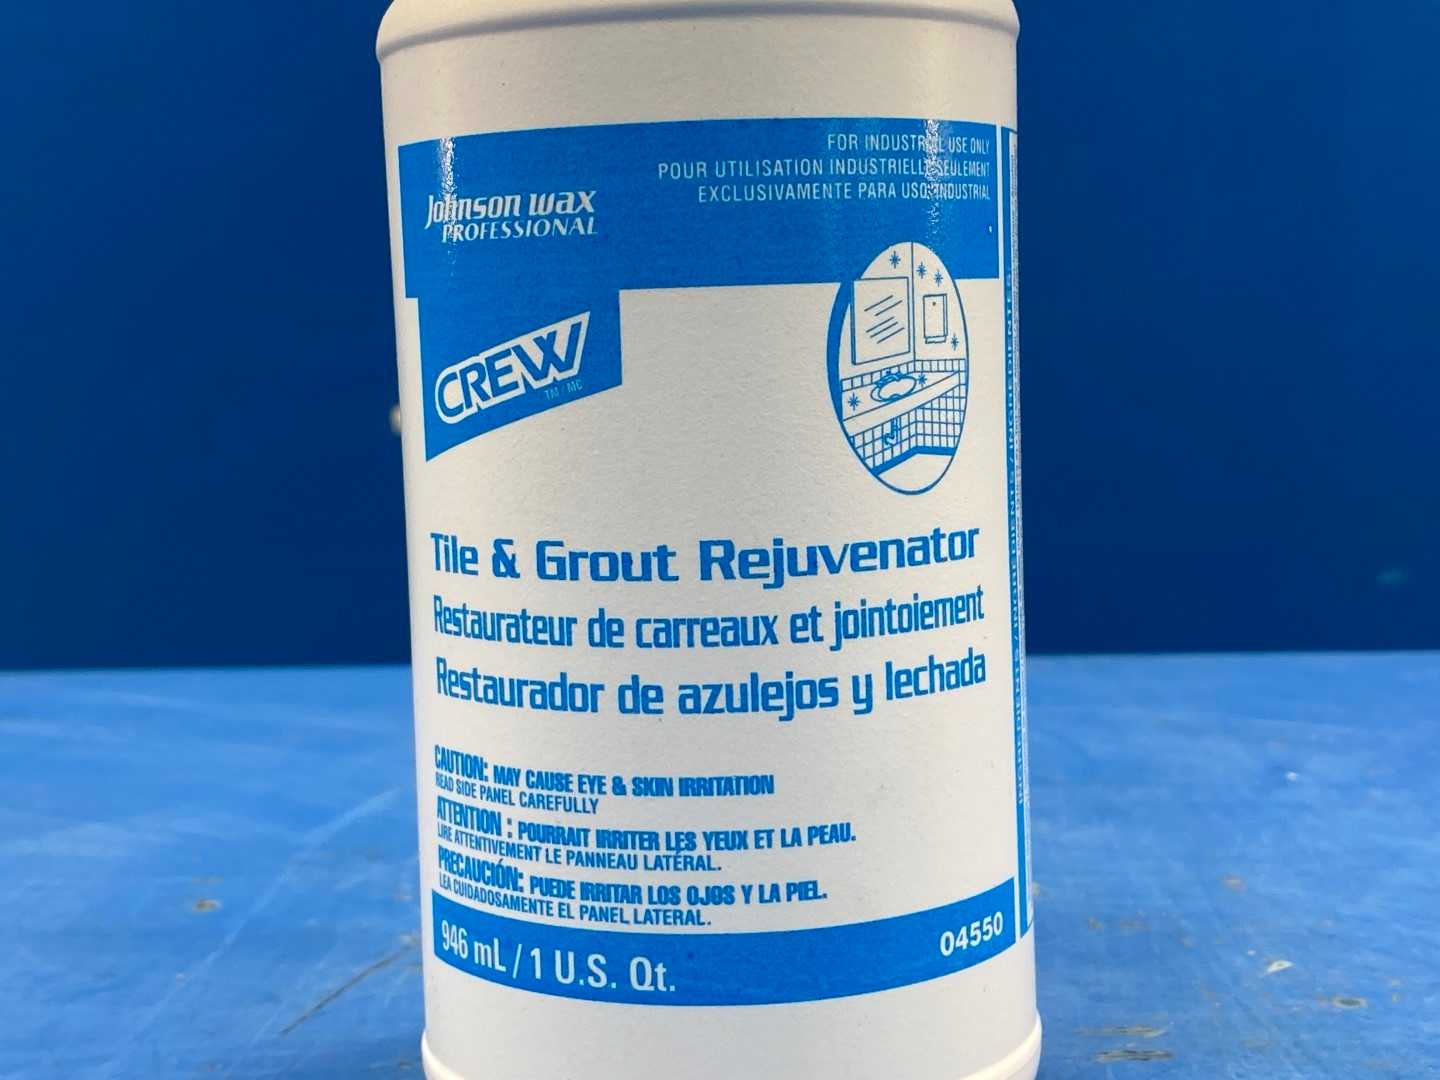 FOR INDUSTRIAL USE ONLY
POUR UTILISATION INDUSTRIELLE SEULEMENT
EXCLUSIVAMENTE PARA USO INDUSTRIAL
Johnson wax
PROFESSIONAL
CREW
TM / MC
Tile & Grout Rejuvenator
Restaurateur de carreaux et jointoiement
Restaurador de azulejos y lechada
CAUTION: MAY CAUSE EYE & SKIN IRRITATION
READ SIDE PANEL CAREFULLY
ATTENTION : POURRAIT IRRITER LES YEUX ET LA PEAU.
LIRE ATTENTIVEMENT LE PANNEAU LATÉRAL.
PRECAUCIÓN: PUEDE IRRITAR LOS OJOS Y LA PIEL.
LEA CUIDADOSAMENTE EL PANEL LATERAL.
946 mL / 1 U.S. Qt.
04550
INGREDIENTS / INGRÉDIENTS / INGREDIENTES